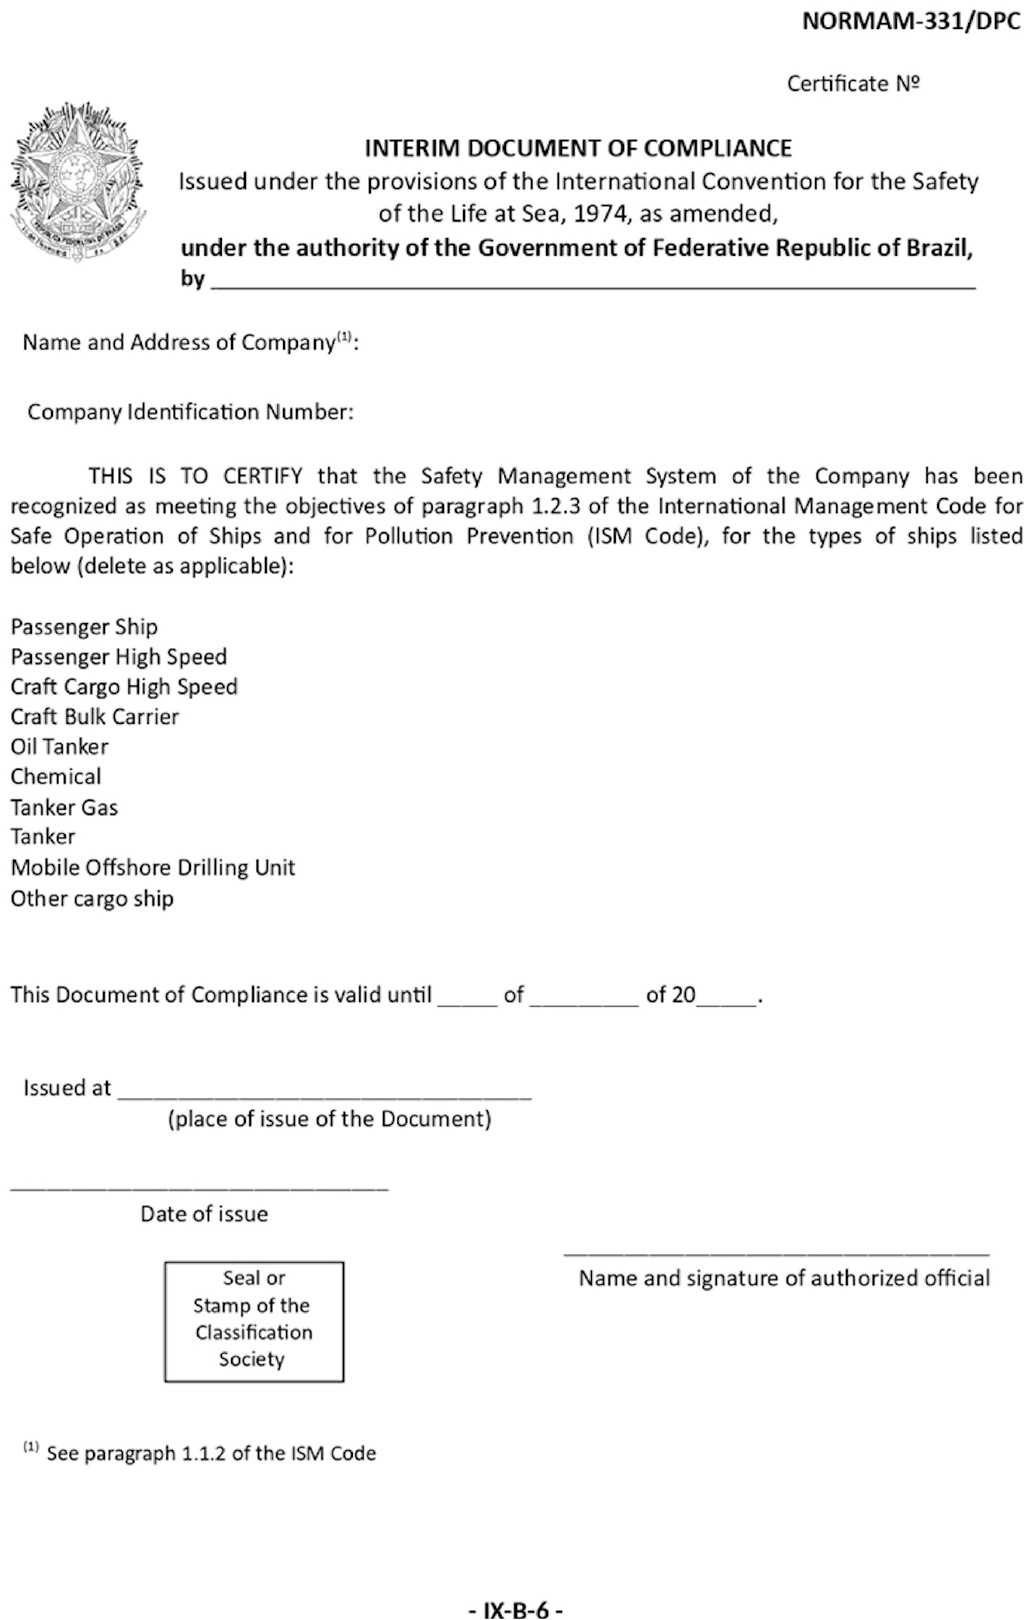 NORMAM-331/DPC
Certificate Nº
INTERIM DOCUMENT OF COMPLIANCE
Issued under the provisions of the International Convention for the Safety
of the Life at Sea, 1974, as amended,
under the authority of the Government of Federative Republic of Brazil,
by ____________________
Name and Address of Company(1):
Company Identification Number:
THIS IS TO CERTIFY that the Safety Management System of the Company has been
recognized as meeting the objectives of paragraph 1.2.3 of the International Management Code for
Safe Operation of Ships and for Pollution Prevention (ISM Code), for the types of ships listed
below (delete as applicable):
Passenger Ship
Passenger High Speed
Craft Cargo High Speed
Craft Bulk Carrier
Oil Tanker
Chemical
Tanker Gas
Tanker
Mobile Offshore Drilling Unit
Other cargo ship
This Document of Compliance is valid until _____ of _________ of 20_____.
Issued at ____________________
(place of issue of the Document)
Date of issue
Name and signature of authorized official
Seal or
Stamp of the
Classification
Society
(1) See paragraph 1.1.2 of the ISM Code
- IX-B-6 -